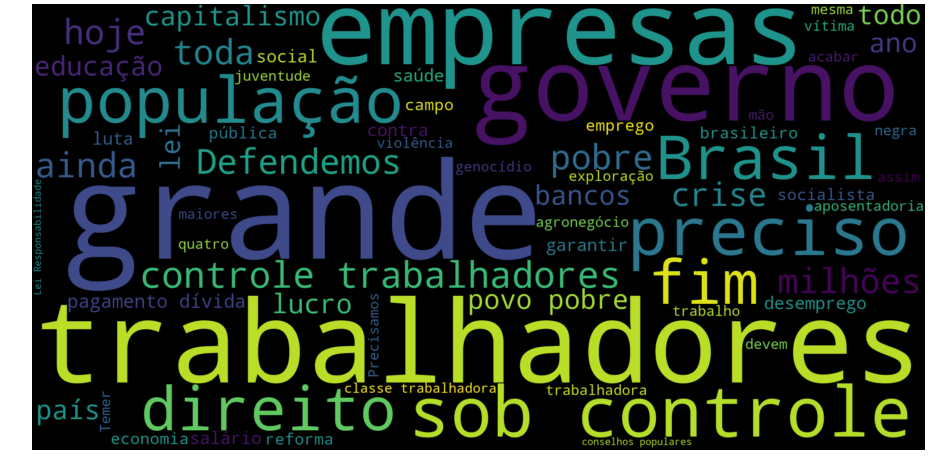 capitalismo
empresas
mesma
todo
vítima
hoje
toda
social
ano
acabar
educação
juventude
saúde
governo
população
campo
mão
emprego
brasileiro
negra
luta
lei
pública
contra
violência
ainda
Defendemos
genocídio
pobre
Brasil
exploração
assim
grande
bancos
crise
socialista
aposentadoria
Lei Responsabilidade
maiores
quatro
agronegócio
garantir
preciso
controle trabalhadores
fim
milhões
pagamento dívida
lucro
Precisamos
povo pobre
trabalho
desemprego
trabalhadores
devem
país
Temer
direito
classe trabalhadora
sob controle
trabalhadora
economia
salário
reforma
conselhos populares